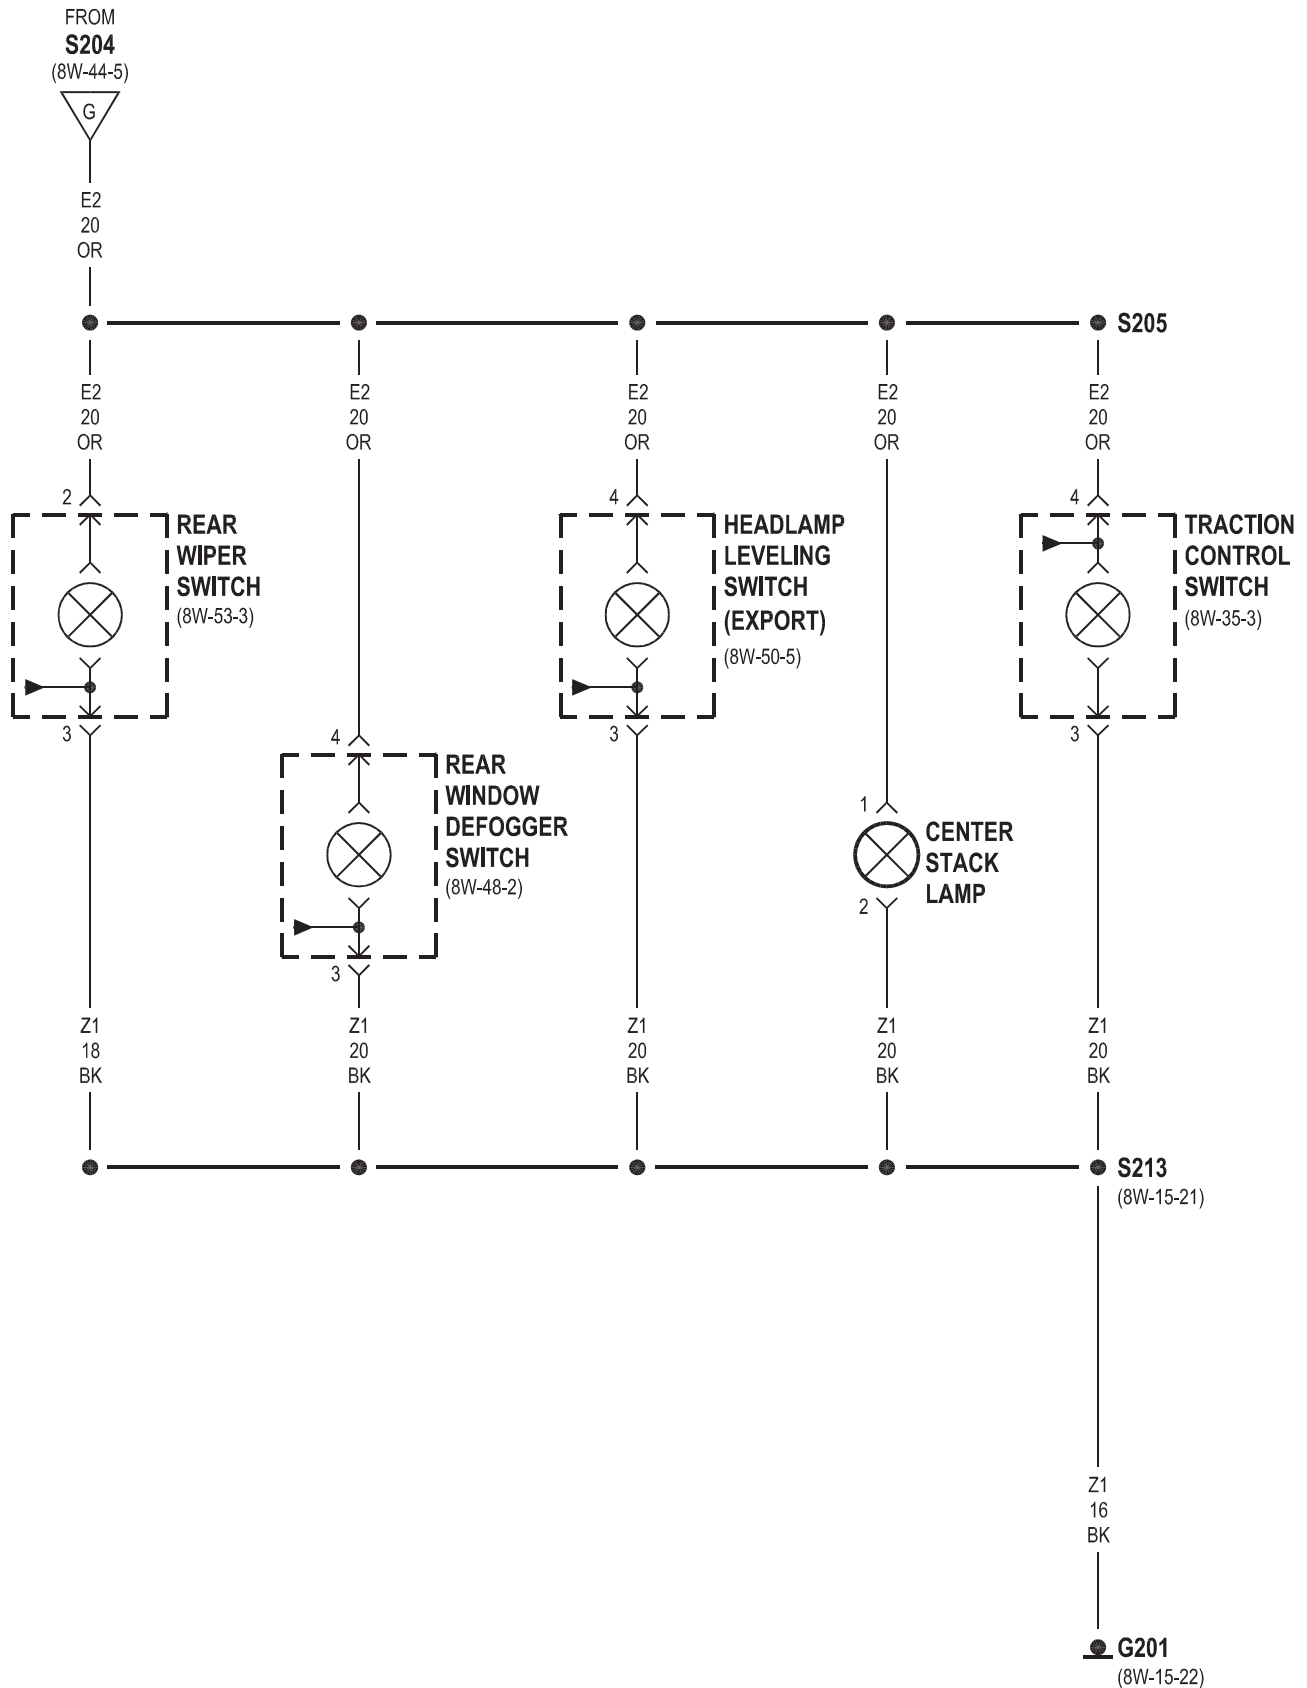 FROM
S204
(8W-44-5)
G
E2
20
OR
S205
E2
20
OR
E2
20
OR
E2
20
OR
E2
20
OR
E2
20
OR
2
REAR
WIPER
SWITCH
(8W-53-3)
3
4
REAR
WINDOW
DEFOGGER
SWITCH
(8W-48-2)
3
4
HEADLAMP
LEVELING
SWITCH
(EXPORT)
(8W-50-5)
3
1
CENTER
STACK
LAMP
2
4
TRACTION
CONTROL
SWITCH
(8W-35-3)
3
Z1
18
BK
Z1
20
BK
Z1
20
BK
Z1
20
BK
Z1
20
BK
S213
(8W-15-21)
Z1
16
BK
G201
(8W-15-22)